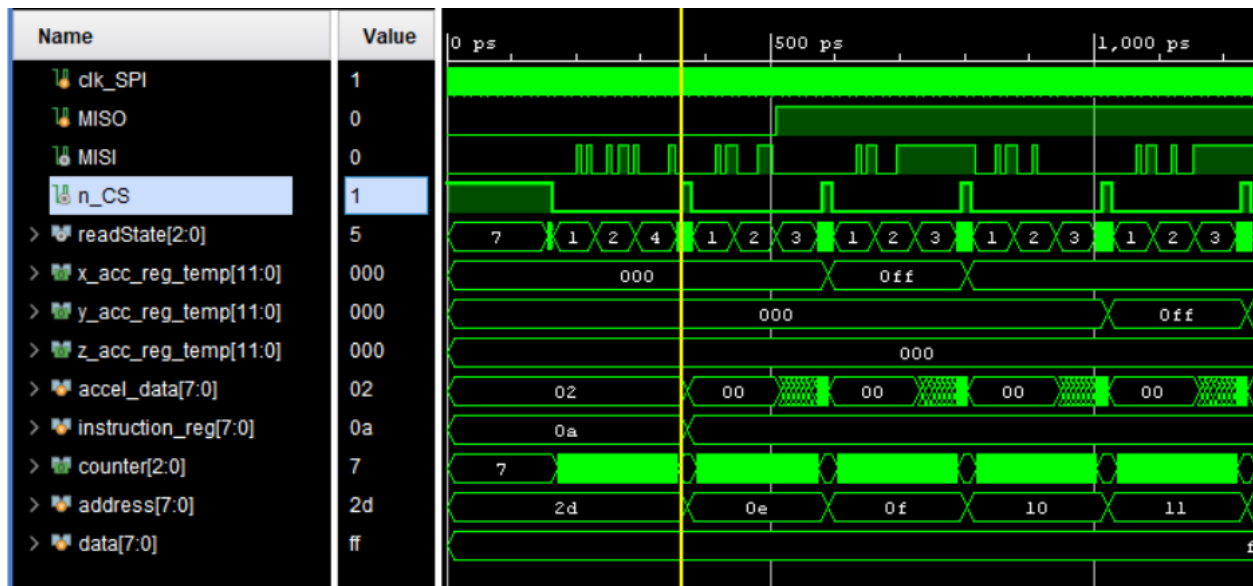 Name Value 0 ps 500 ps 1,000 ps
clk_SPI 1
MISO 0
MISI 0
n_CS 1
readState[2:0] 5 7 1 2 4 1 2 3 1 2 3 1 2 3 1 2 3
x_acc_reg_temp[11:0] 000 000 0ff
y_acc_reg_temp[11:0] 000 000 0ff
z_acc_reg_temp[11:0] 000 000
accel_data[7:0] 02 02 00 00 00 00
instruction_reg[7:0] 0a 0a
counter[2:0] 7 7
address[7:0] 2d 2d 0e 0f 10 11
data[7:0] ff f